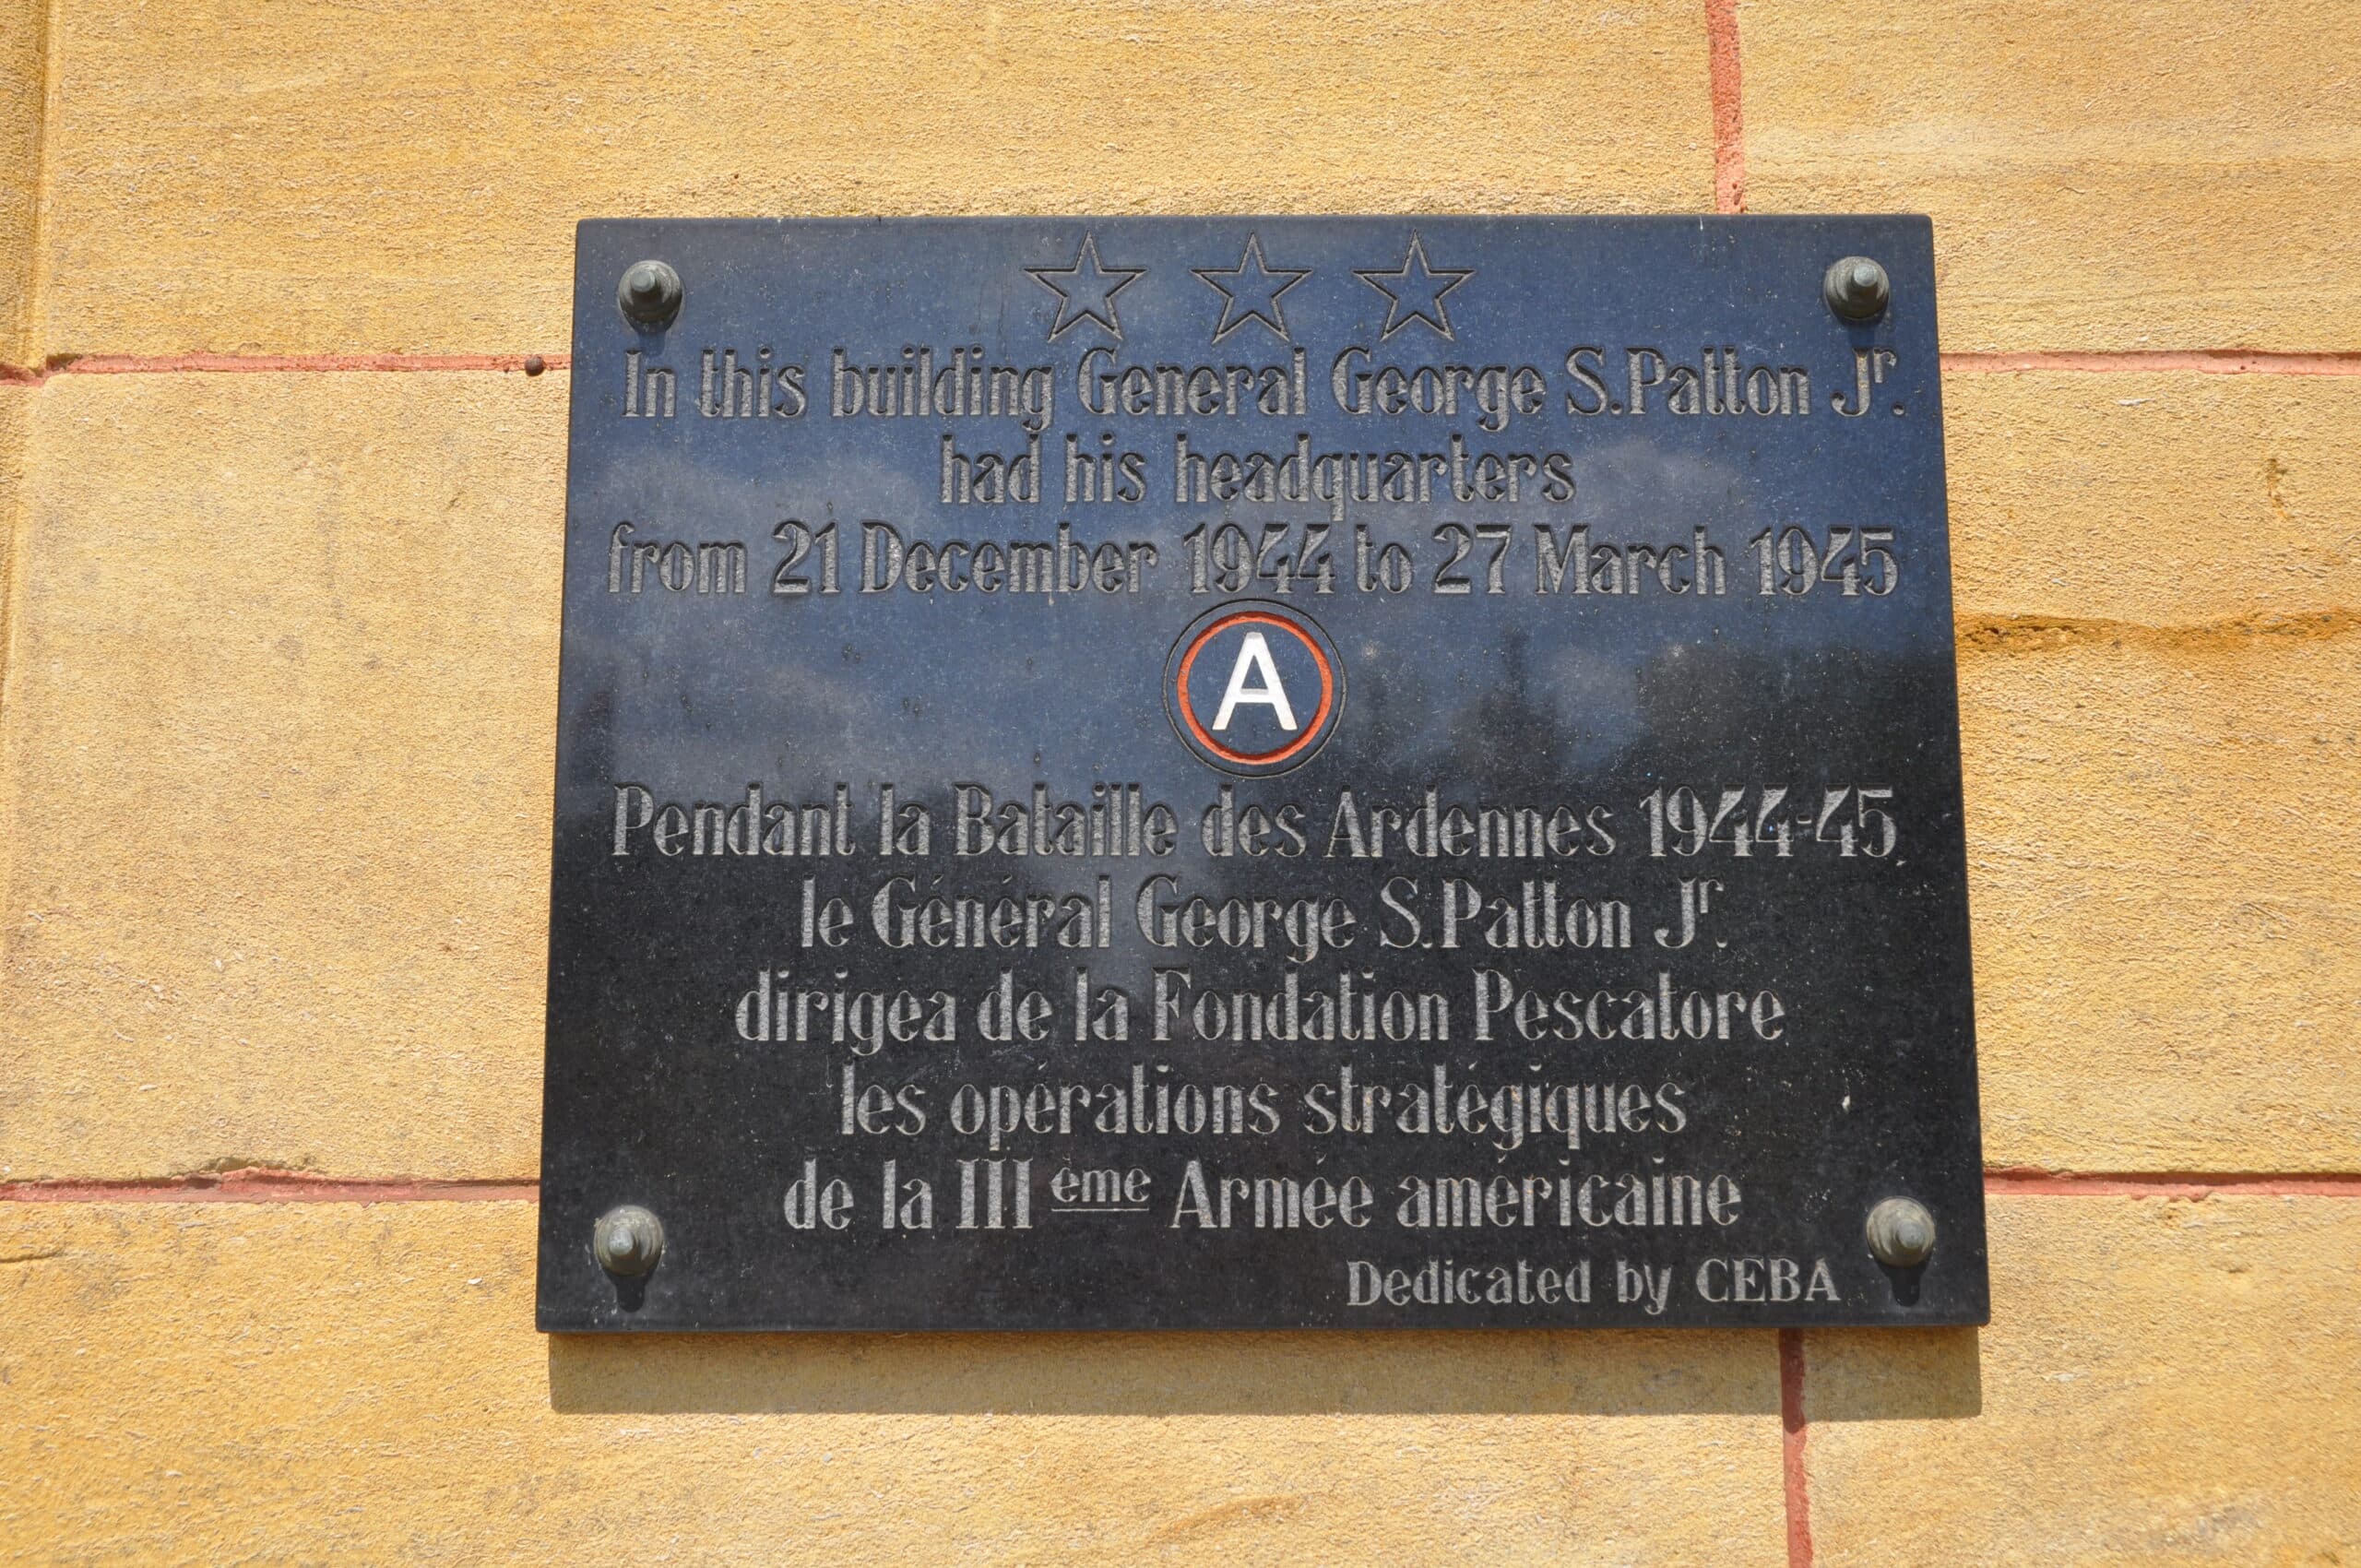 In this building General George S. Patton Jr.
had his headquarters
from 21 December 1944 to 27 March 1945
A
Pendant la Bataille des Ardennes 1944-45
le Général George S. Patton Jr.
dirigea de la Fondation Pescatore
les opérations stratégiques
de la III ème Armée américaine
Dedicated by CEBA